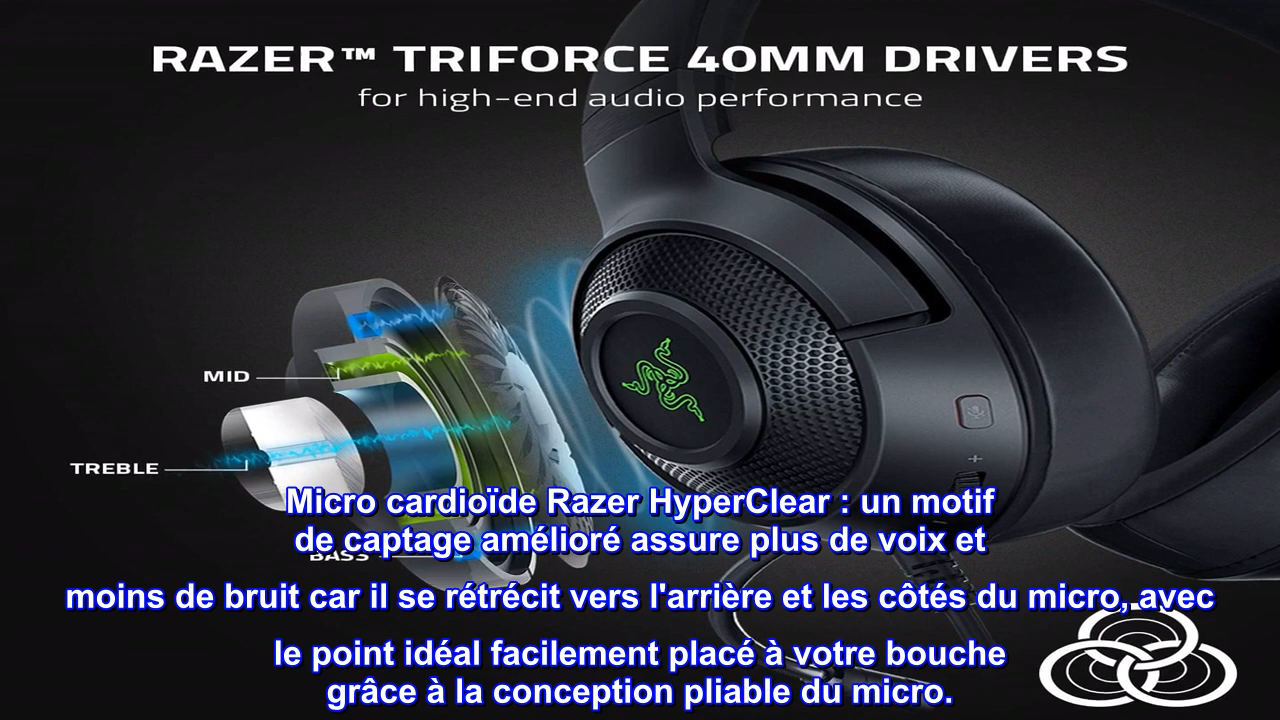 RAZER™ TRIFORCE 40MM DRIVERS
for high-end audio performance
MID
TREBLE
BASS
Micro cardioïde Razer HyperClear : un motif
de captage amélioré assure plus de voix et
moins de bruit car il se rétrécit vers l'arrière et les côtés du micro, avec
le point idéal facilement placé à votre bouche
grâce à la conception pliable du micro.